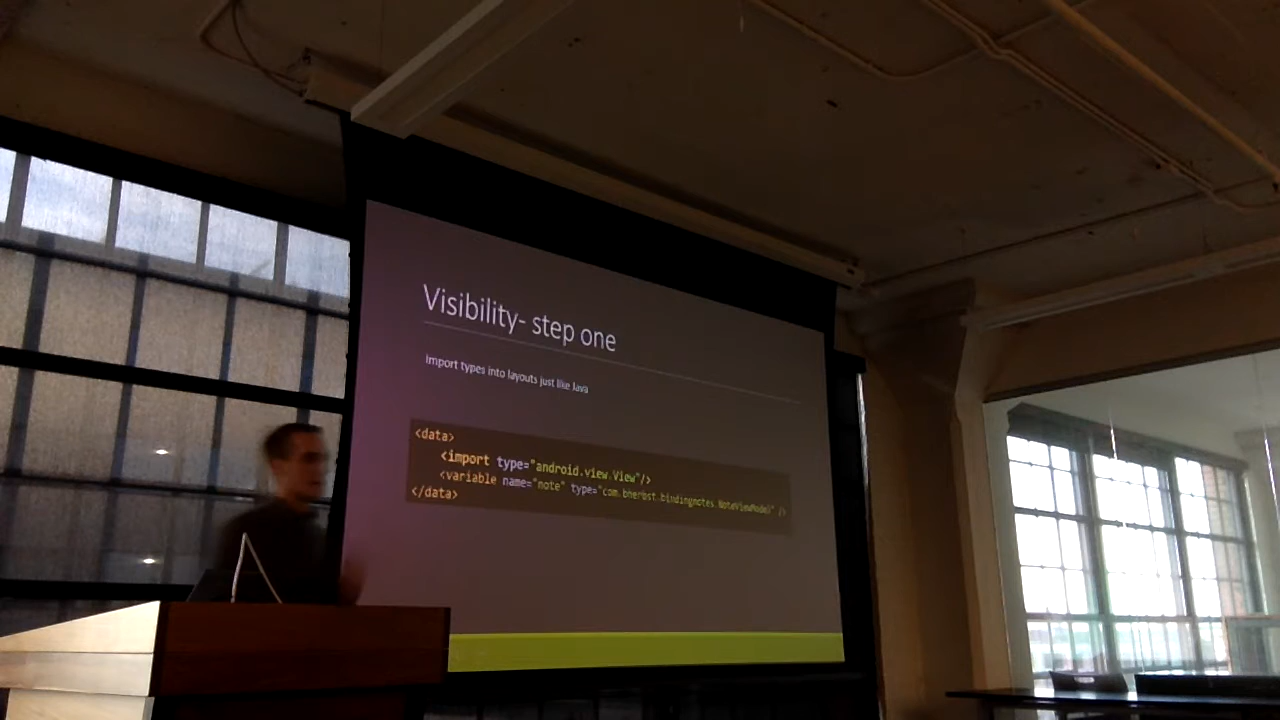 Visibility- step one
Import types into layouts just like Java
<data>
<import type="android.view.View"/>
<variable name="note" type="com.bherbst.bindingnotes.NoteViewModel" />
</data>